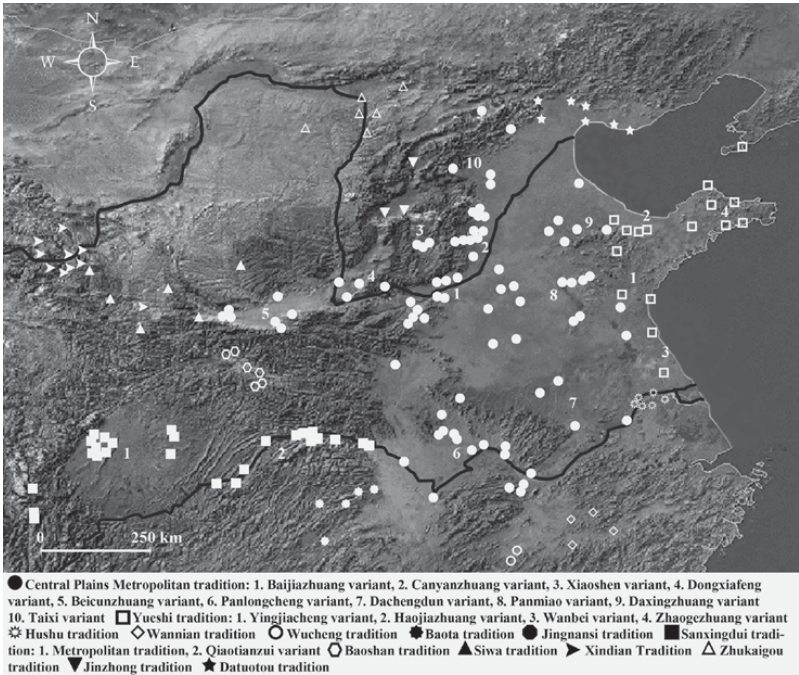 N
W E
S
10
3
2
9
2
4
4
1
5
8
1
3
7
1
2
6
0 250 km
Central Plains Metropolitan tradition: 1. Baijiazhuang variant, 2. Canyanzhuang variant, 3. Xiaoshen variant, 4. Dongxiafeng
variant, 5. Beicunzhuang variant, 6. Panlongcheng variant, 7. Dachengdun variant, 8. Panmiao variant, 9. Daxingzhuang variant
10. Taixi variant Yueshi tradition: 1. Yingjiacheng variant, 2. Haojiazhuang variant, 3. Wanbei variant, 4. Zhaogezhuang variant
Hushu tradition Wannian tradition Wucheng tradition Baota tradition Jingnansi tradition Sanxingdui tradi-
tion: 1. Metropolitan tradition, 2. Qiaotianzui variant Baoshan tradition Siwa tradition Xindian Tradition Zhukaigou
tradition Jinzhong tradition Datuotou tradition